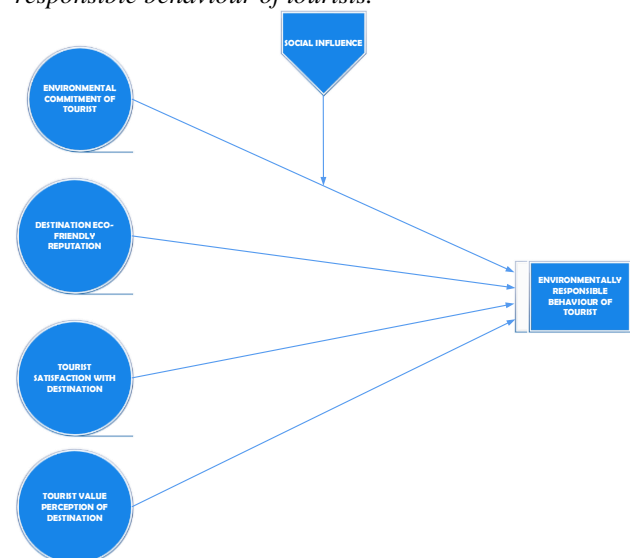 responsible behaviour of tourists.
SOCIAL INFLUENCE
ENVIRONMENTAL
COMMITMENT OF
TOURIST
DESTINATION ECO-
FRIENDLY
REPUTATION
ENVIRONMENTALLY
RESPONSIBLE
BEHAVIOUR OF
TOURIST
TOURIST
SATISFACTION WITH
DESTINATION
TOURIST VALUE
PERCEPTION OF
DESTINATION